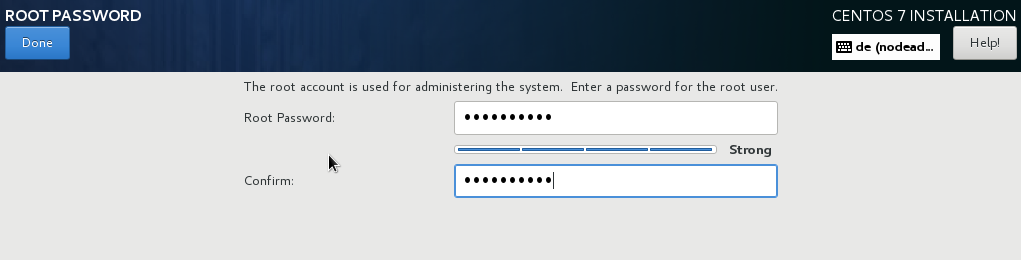 ROOT PASSWORD
CENTOS 7 INSTALLATION
Done
de (nodead...
Help!
The root account is used for administering the system.  Enter a password for the root user.
Root Password:
●●●●●●●●●●
Strong
Confirm:
●●●●●●●●●●